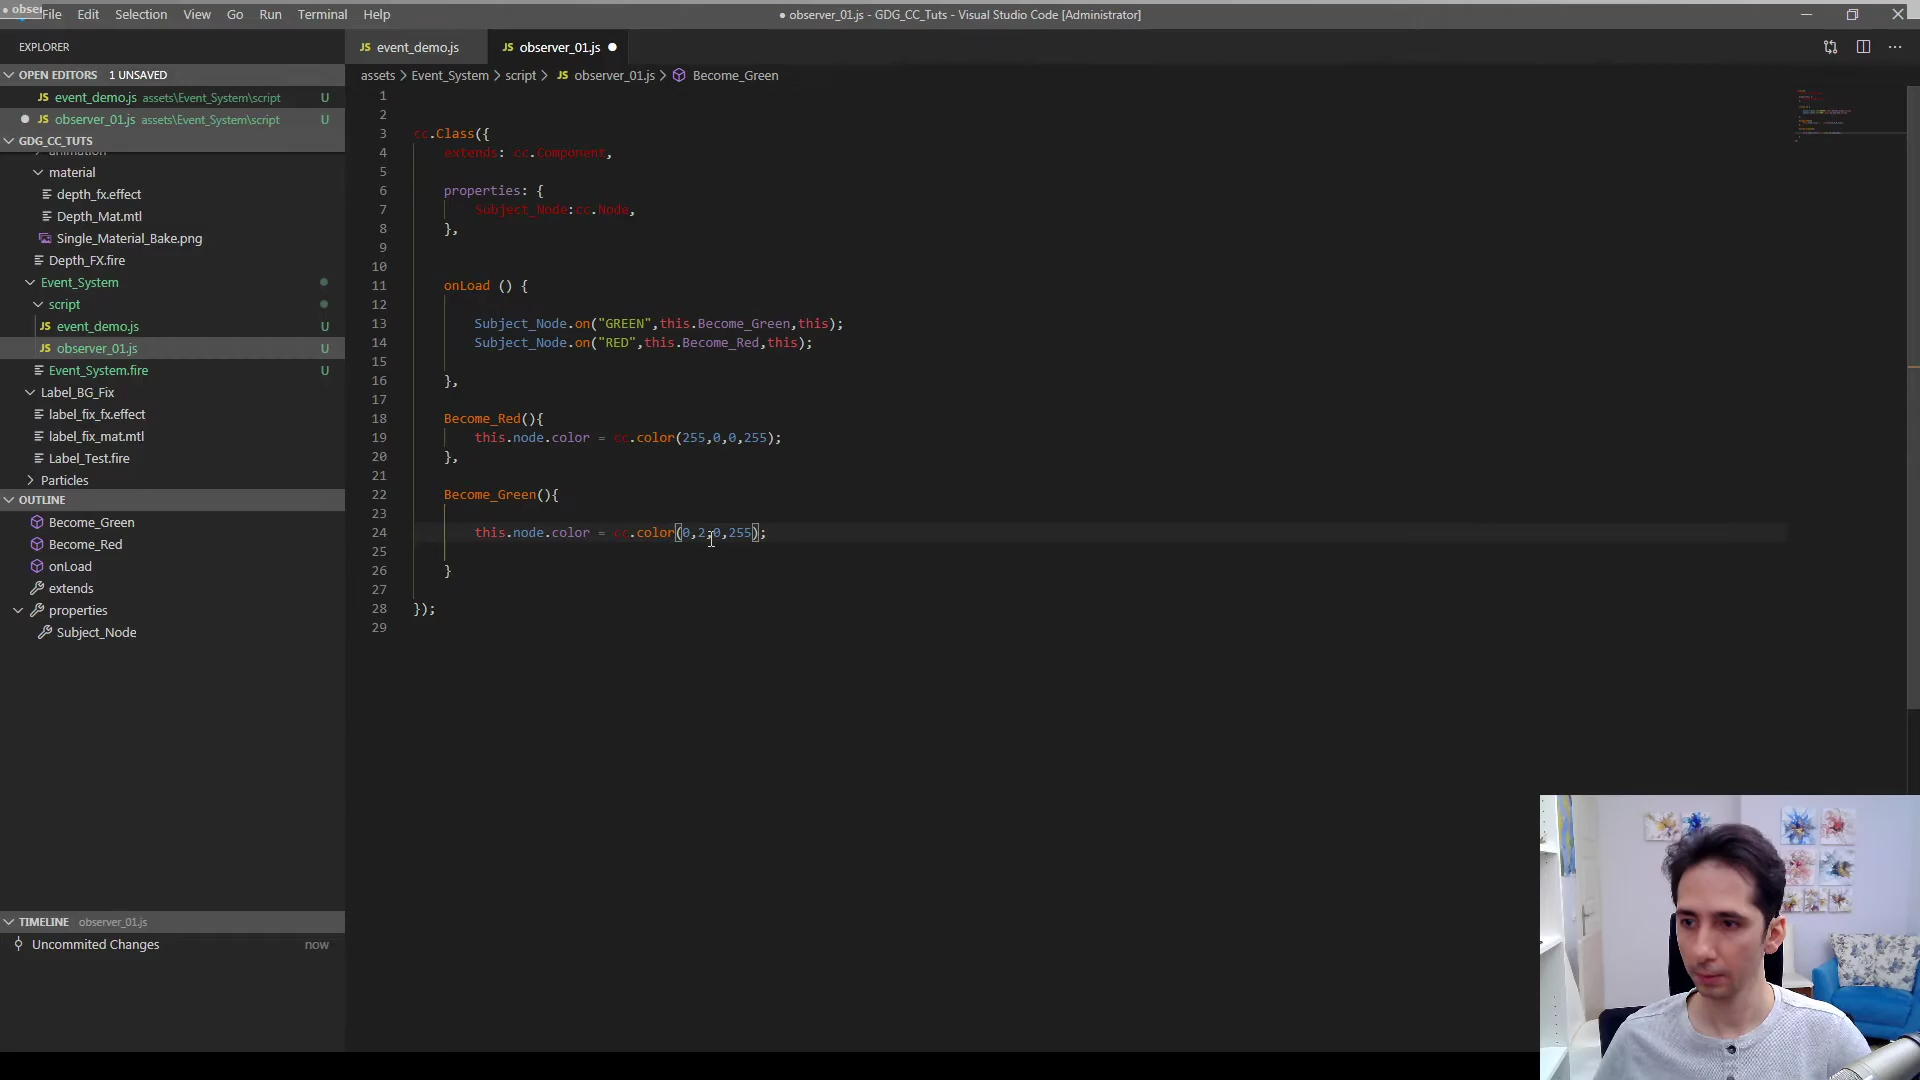 ● obser File Edit Selection View Go Run Terminal Help
● observer_01.js - GDG_CC_Tuts - Visual Studio Code [Administrator]
EXPLORER
OPEN EDITORS 1 UNSAVED
JS event_demo.js assets\Event_System\script U
● JS observer_01.js assets\Event_System\script U
GDG_CC_TUTS
material
depth_fx.effect
Depth_Mat.mtl
Single_Material_Bake.png
Depth_FX.fire
Event_System
script
JS event_demo.js U
JS observer_01.js U
Event_System.fire U
Label_BG_Fix
label_fix_fx.effect
label_fix_mat.mtl
Label_Test.fire
Particles
OUTLINE
Become_Green
Become_Red
onLoad
extends
properties
Subject_Node
TIMELINE observer_01.js
Uncommited Changes now
JS event_demo.js JS observer_01.js ●
assets > Event_System > script > JS observer_01.js > Become_Green
1
2
3 cc.Class({
4 extends: cc.Component,
5
6 properties: {
7 Subject_Node:cc.Node,
8 },
9
10
11 onLoad () {
12
13 Subject_Node.on("GREEN",this.Become_Green,this);
14 Subject_Node.on("RED",this.Become_Red,this);
15
16 },
17
18 Become_Red(){
19 this.node.color = cc.color(255,0,0,255);
20 },
21
22 Become_Green(){
23
24 this.node.color = cc.color(0,2,0,255);
25
26 }
27
28 });
29